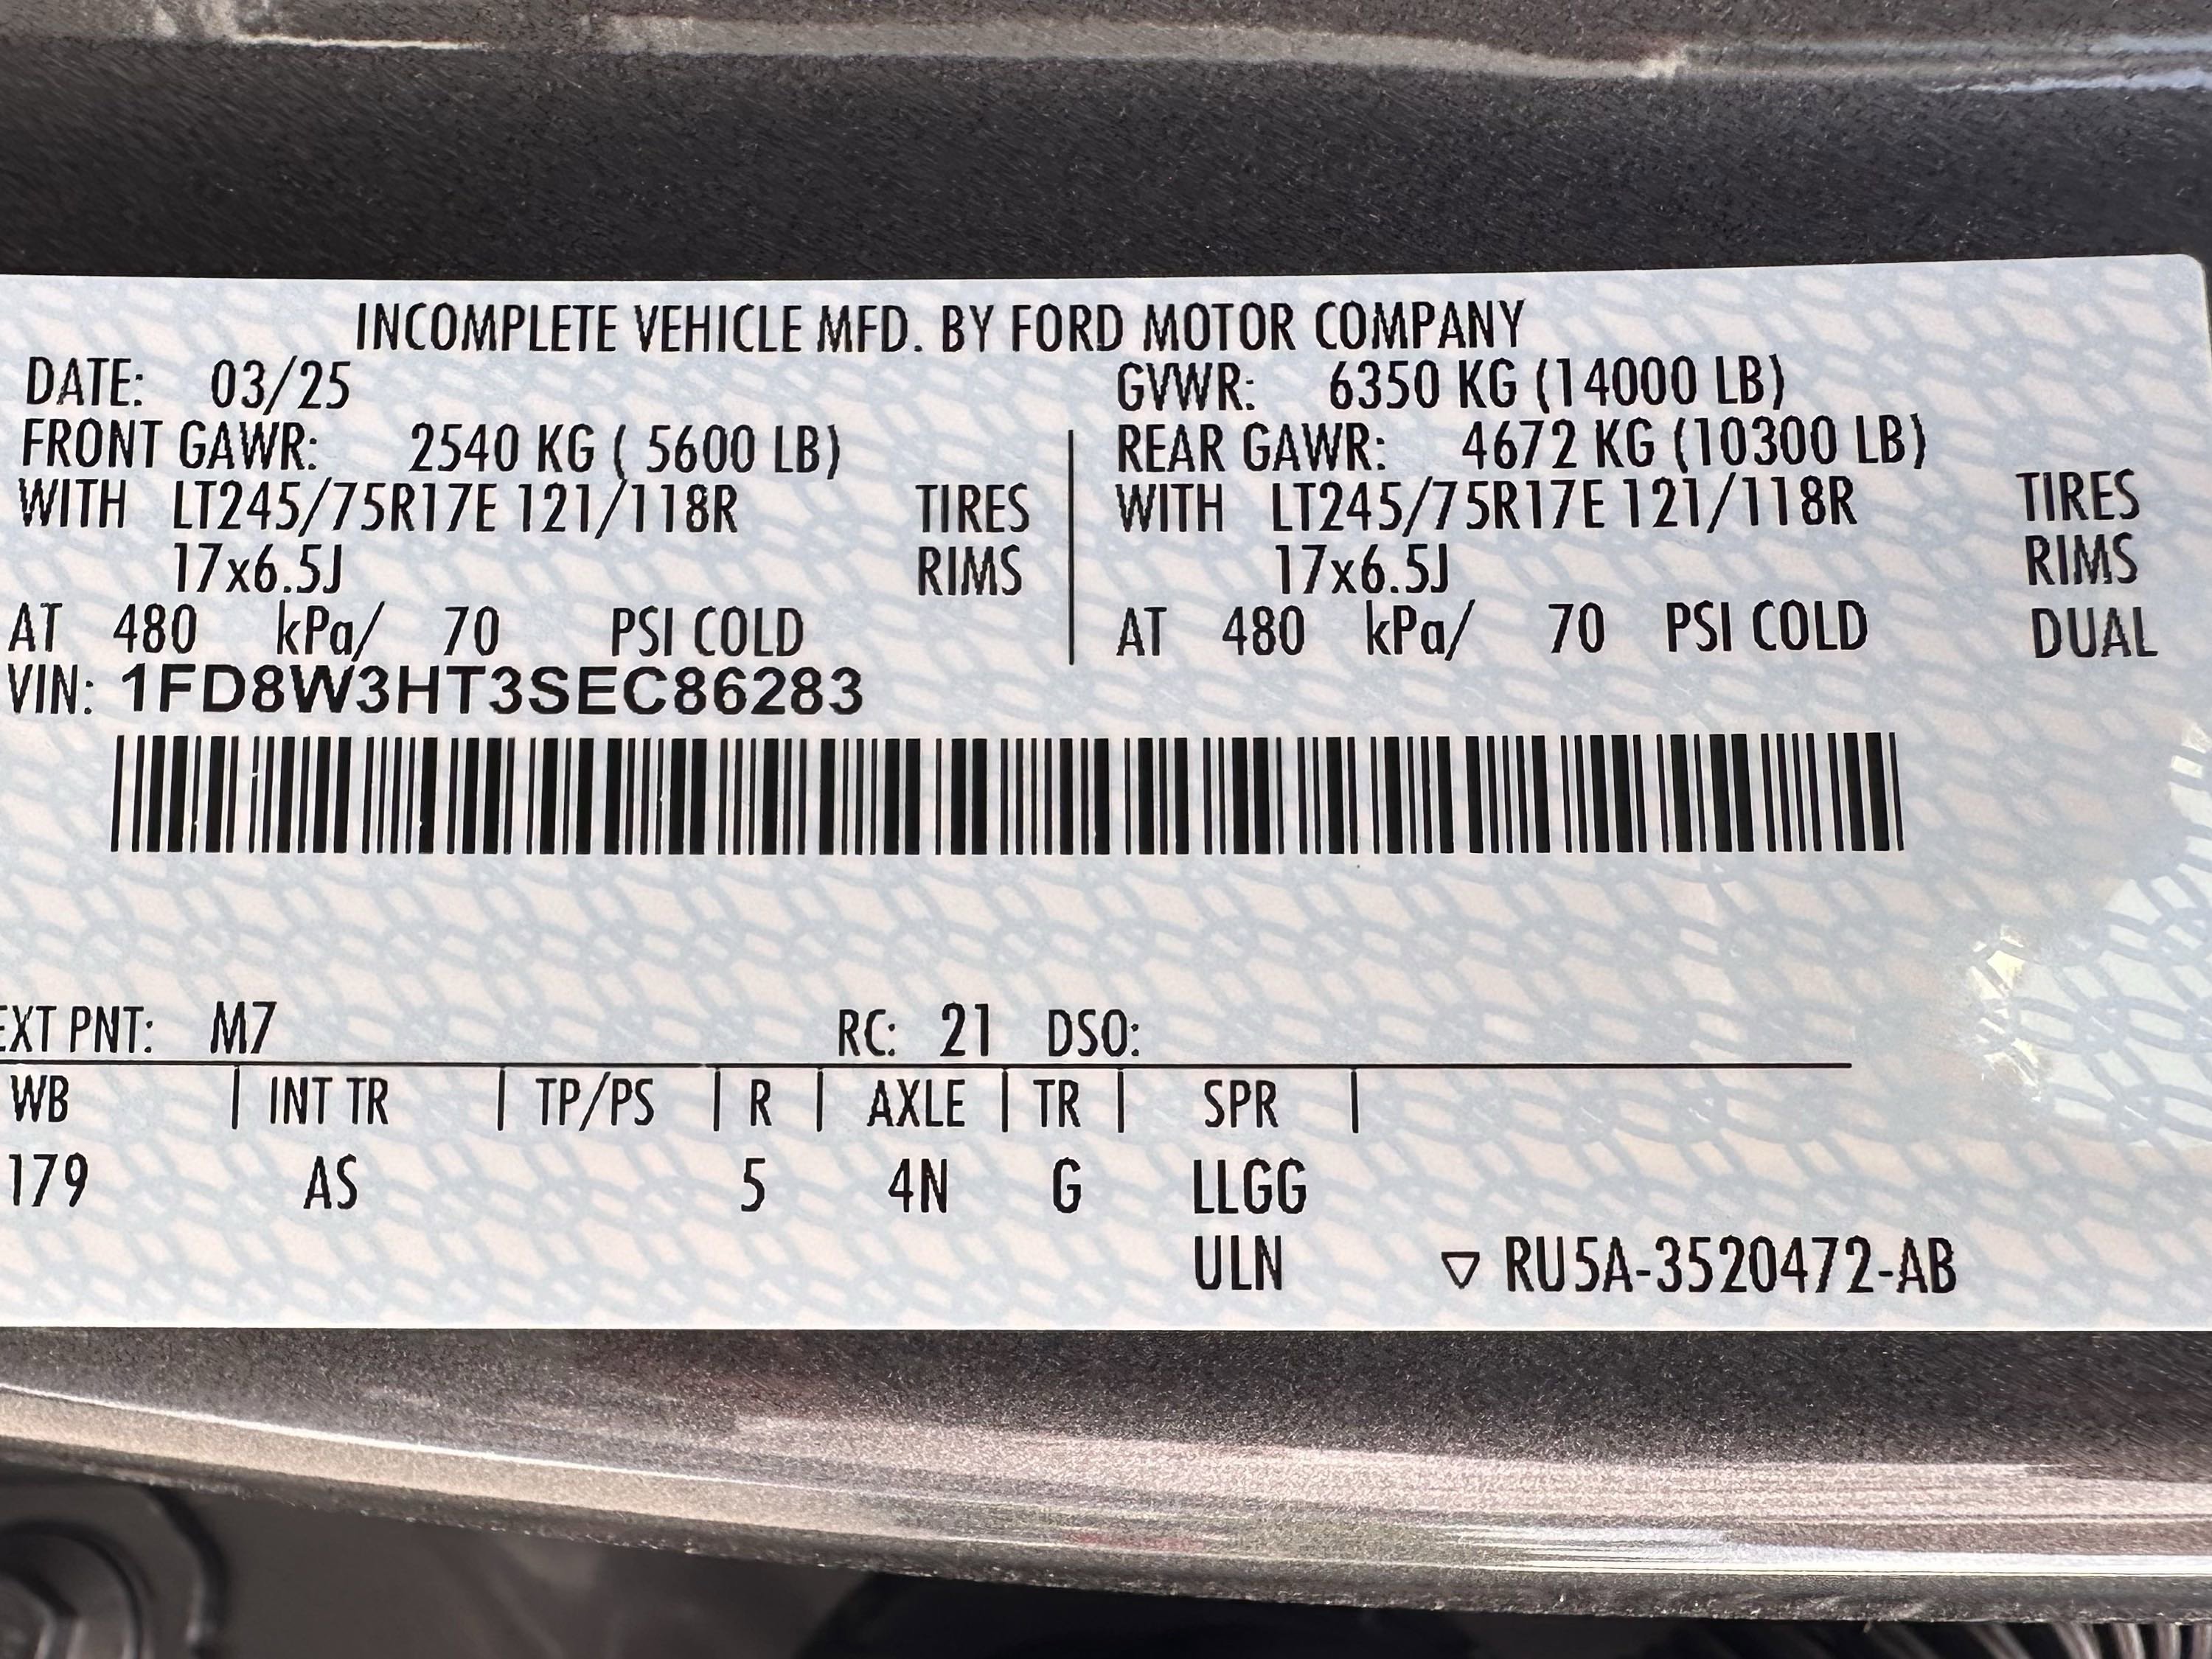 INCOMPLETE VEHICLE MFD. BY FORD MOTOR COMPANY
DATE: 03/25 GVWR: 6350 KG (14000 LB)
FRONT GAWR: 2540 KG ( 5600 LB) REAR GAWR: 4672 KG (10300 LB)
WITH LT245/75R17E 121/118R TIRES WITH LT245/75R17E 121/118R TIRES
17x6.5J RIMS 17x6.5J RIMS
AT 480 kPa/ 70 PSI COLD AT 480 kPa/ 70 PSI COLD DUAL
VIN: 1FD8W3HT3SEC86283
EXT PNT: M7 RC: 21 DSO:
WB | INT TR | TP/PS | R | AXLE | TR | SPR |
179 AS 5 4N G LLGG
ULN ▽ RU5A-3520472-AB